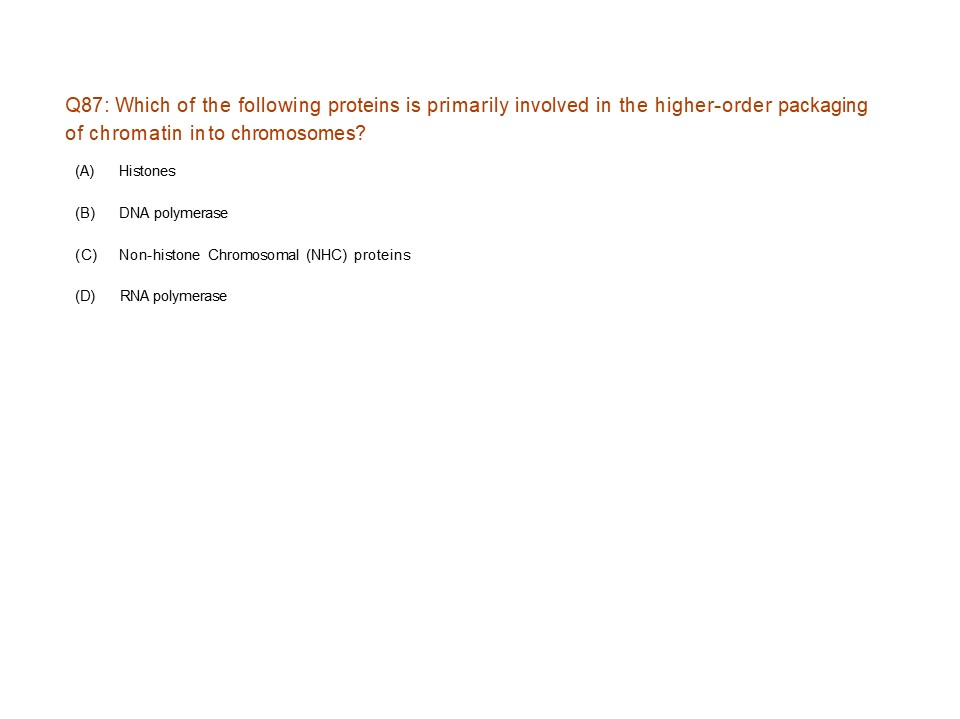 Q87: Which of the following proteins is primarily involved in the higher-order packaging
of chromatin into chromosomes?
(A) Histones
(B) DNA polymerase
(C) Non-histone Chromosomal (NHC) proteins
(D) RNA polymerase